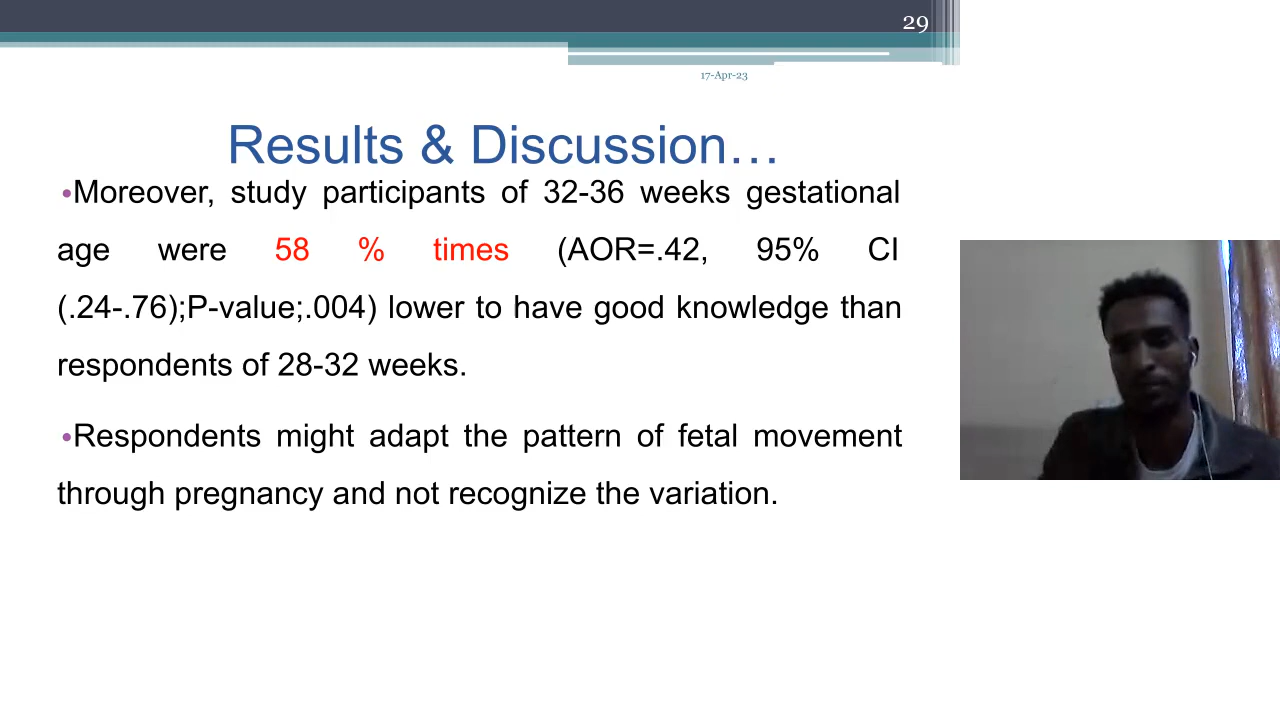 29
17-Apr-23
Results & Discussion…
•Moreover, study participants of 32-36 weeks gestational
age were 58 % times (AOR=.42, 95% CI
(.24-.76);P-value;.004) lower to have good knowledge than
respondents of 28-32 weeks.
•Respondents might adapt the pattern of fetal movement
through pregnancy and not recognize the variation.